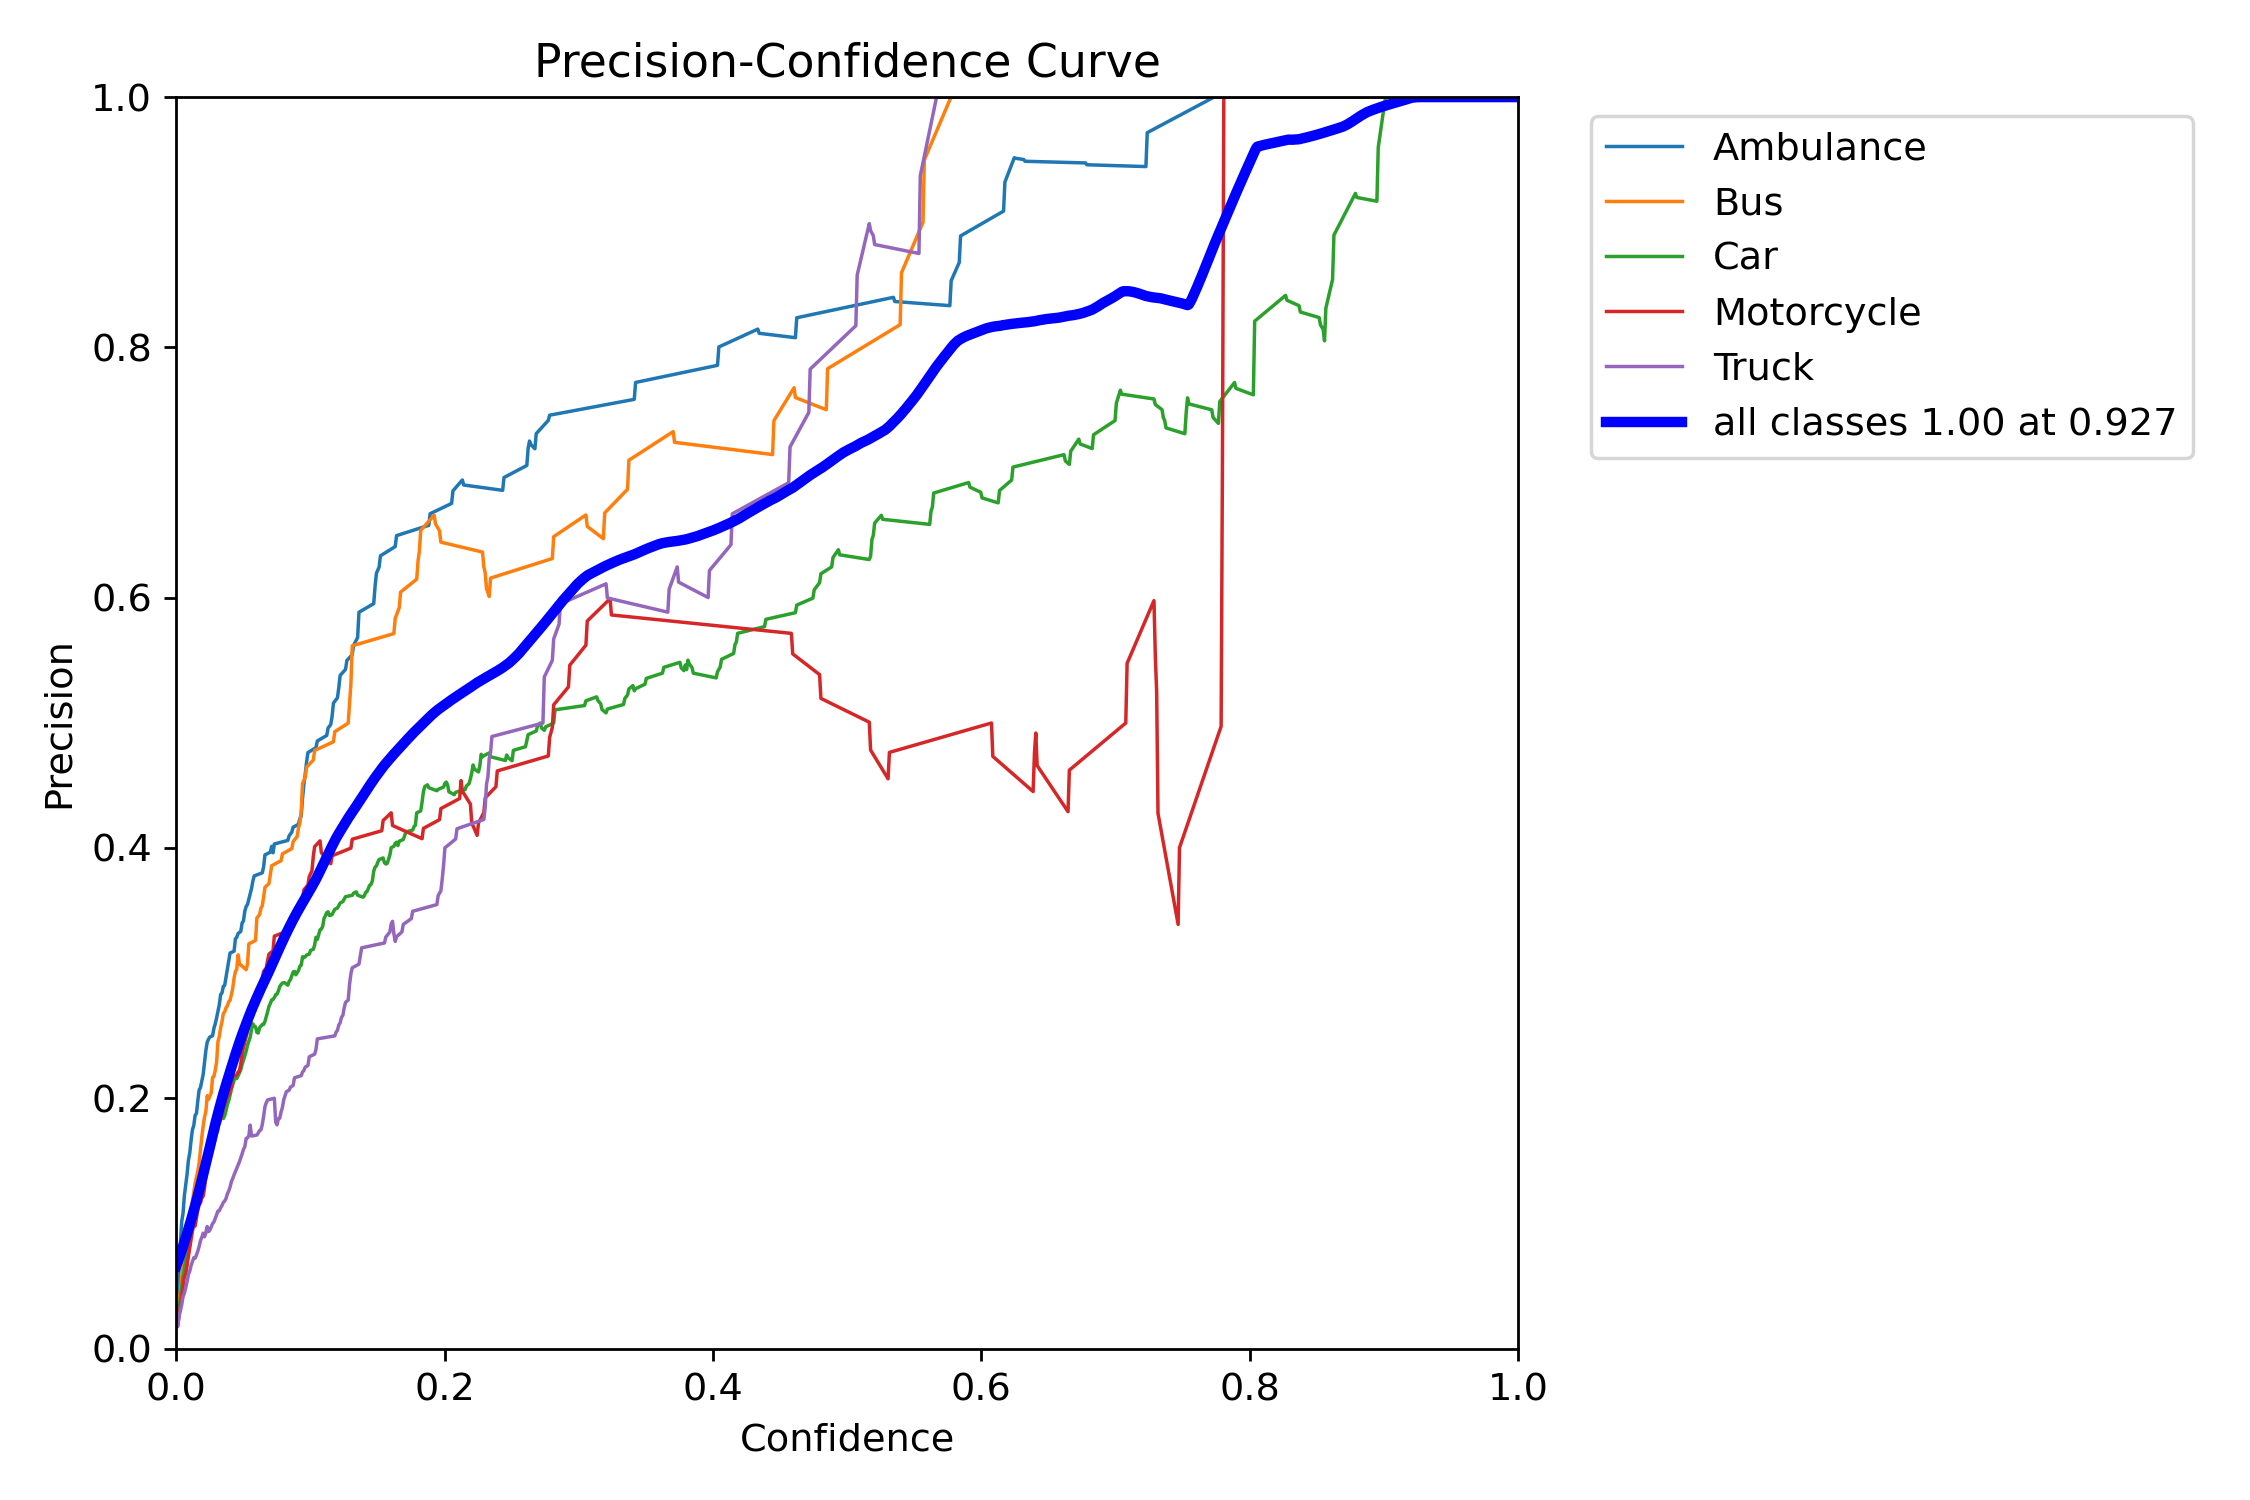 Precision-Confidence Curve
1.0
0.8
0.6
0.4
0.2
0.0
Precision
0.0 0.2 0.4 0.6 0.8 1.0
Confidence
Ambulance
Bus
Car
Motorcycle
Truck
all classes 1.00 at 0.927